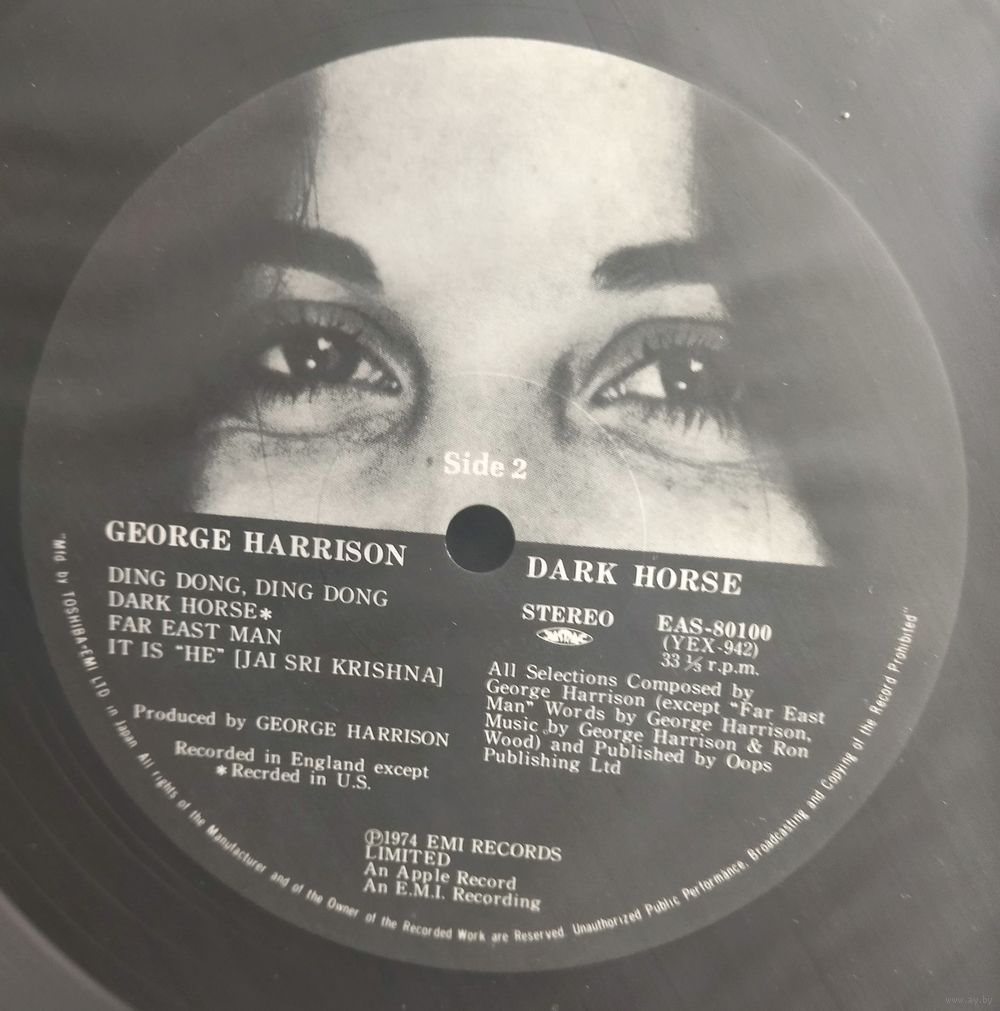 Side 2
GEORGE HARRISON
DING DONG, DING DONG
DARK HORSE*
FAR EAST MAN
IT IS "HE" [JAI SRI KRISHNA]
Produced by GEORGE HARRISON
Recorded in England except
*Recrded in U.S.
DARK HORSE
STEREO
EAS-80100
(YEX-942)
33 ⅓ r.p.m.
All Selections Composed by
George Harrison (except "Far East
Man" Words by George Harrison,
Music by George Harrison & Ron
Wood) and Published by Oops
Publishing Ltd
℗1974 EMI RECORDS
LIMITED
An Apple Record
An E.M.I. Recording
"Mfd. by TOSHIBA·EMI LTD in Japan All rights of the Manufacturer and of the Owner of the Recorded Work are Reserved Unauthorized Public Performance, Broadcasting and Copying of the Record Prohibited"
www.ay.by